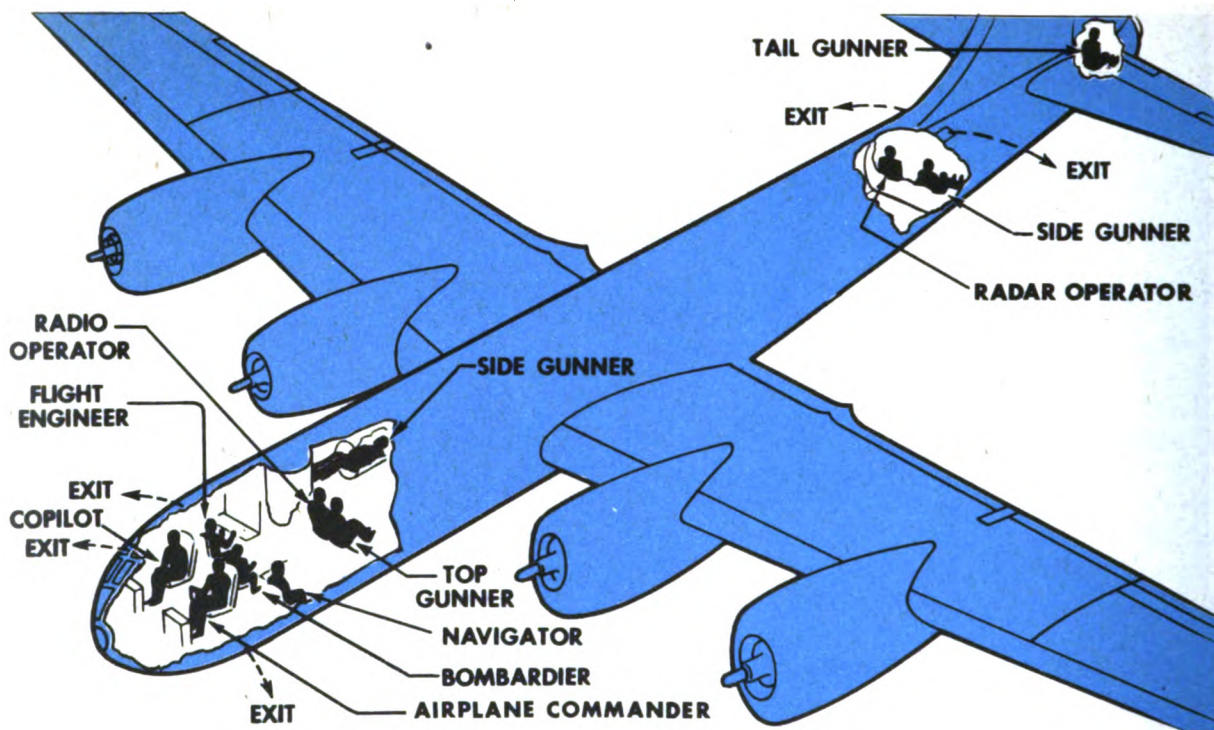 TAIL GUNNER
EXIT
EXIT
SIDE GUNNER
RADAR OPERATOR
RADIO
OPERATOR
SIDE GUNNER
FLIGHT
ENGINEER
EXIT
COPILOT
EXIT
TOP
GUNNER
NAVIGATOR
BOMBARDIER
AIRPLANE COMMANDER
EXIT